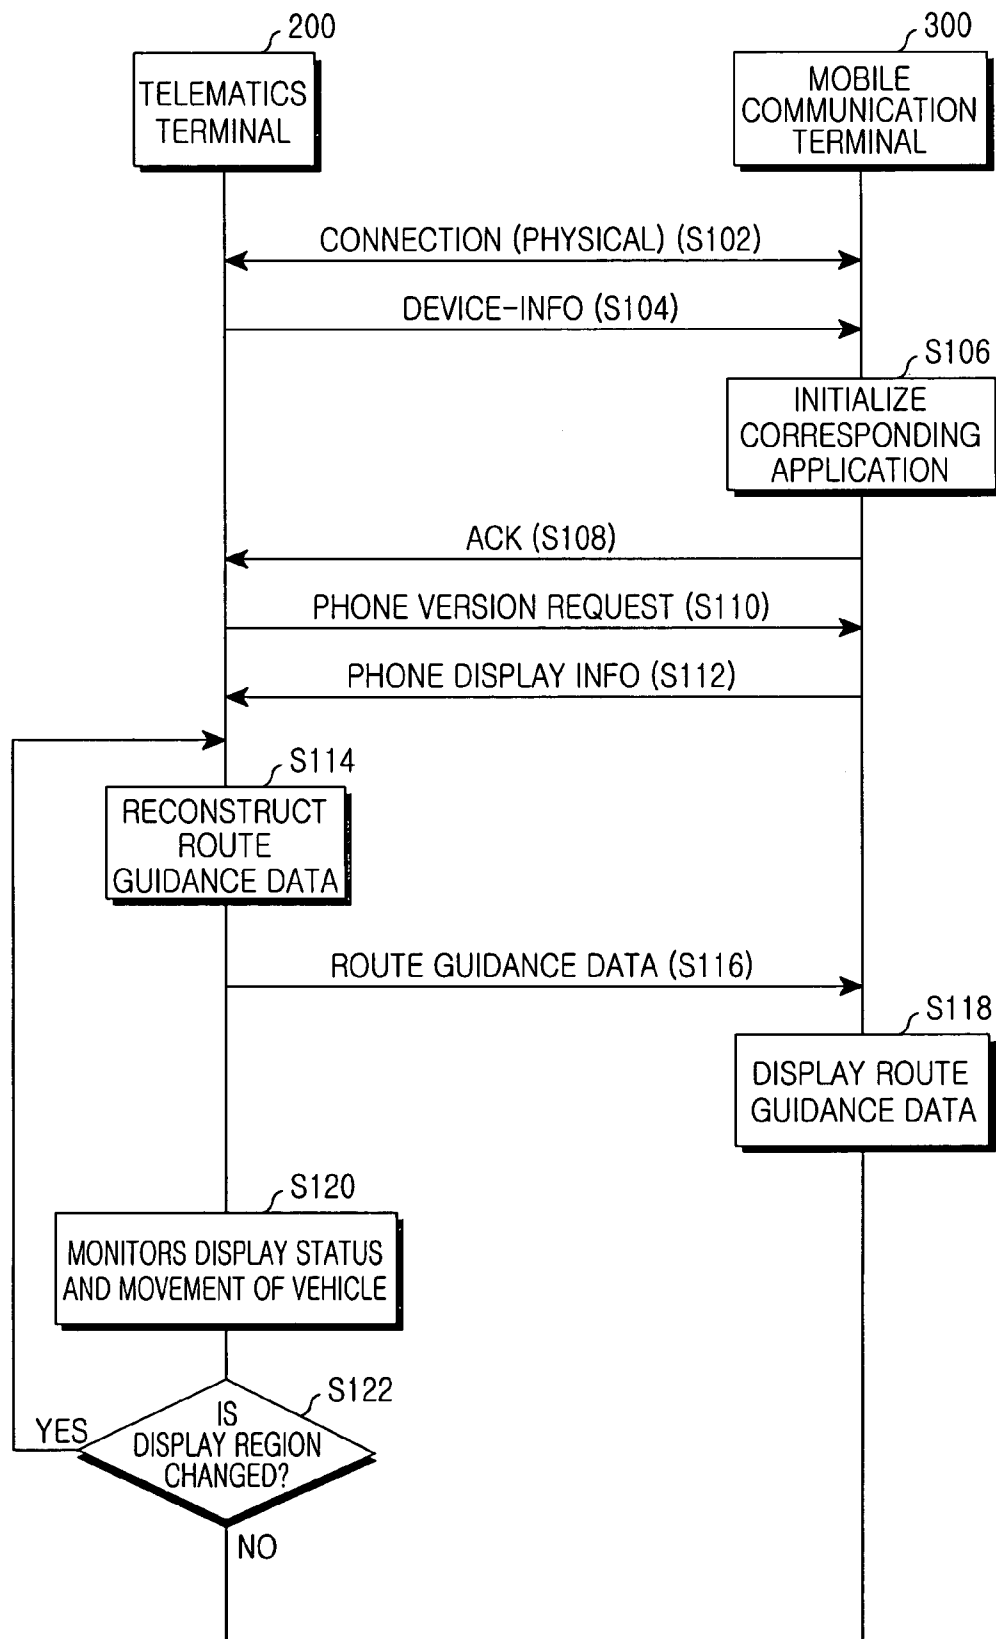 200
300
TELEMATICS
TERMINAL
MOBILE
COMMUNICATION
TERMINAL
CONNECTION (PHYSICAL) (S102)
DEVICE-INFO (S104)
S106
INITIALIZE
CORRESPONDING
APPLICATION
ACK (S108)
PHONE VERSION REQUEST (S110)
PHONE DISPLAY INFO (S112)
S114
RECONSTRUCT
ROUTE
GUIDANCE DATA
ROUTE GUIDANCE DATA (S116)
S118
DISPLAY ROUTE
GUIDANCE DATA
S120
MONITORS DISPLAY STATUS
AND MOVEMENT OF VEHICLE
S122
YES
IS
DISPLAY REGION
CHANGED?
NO